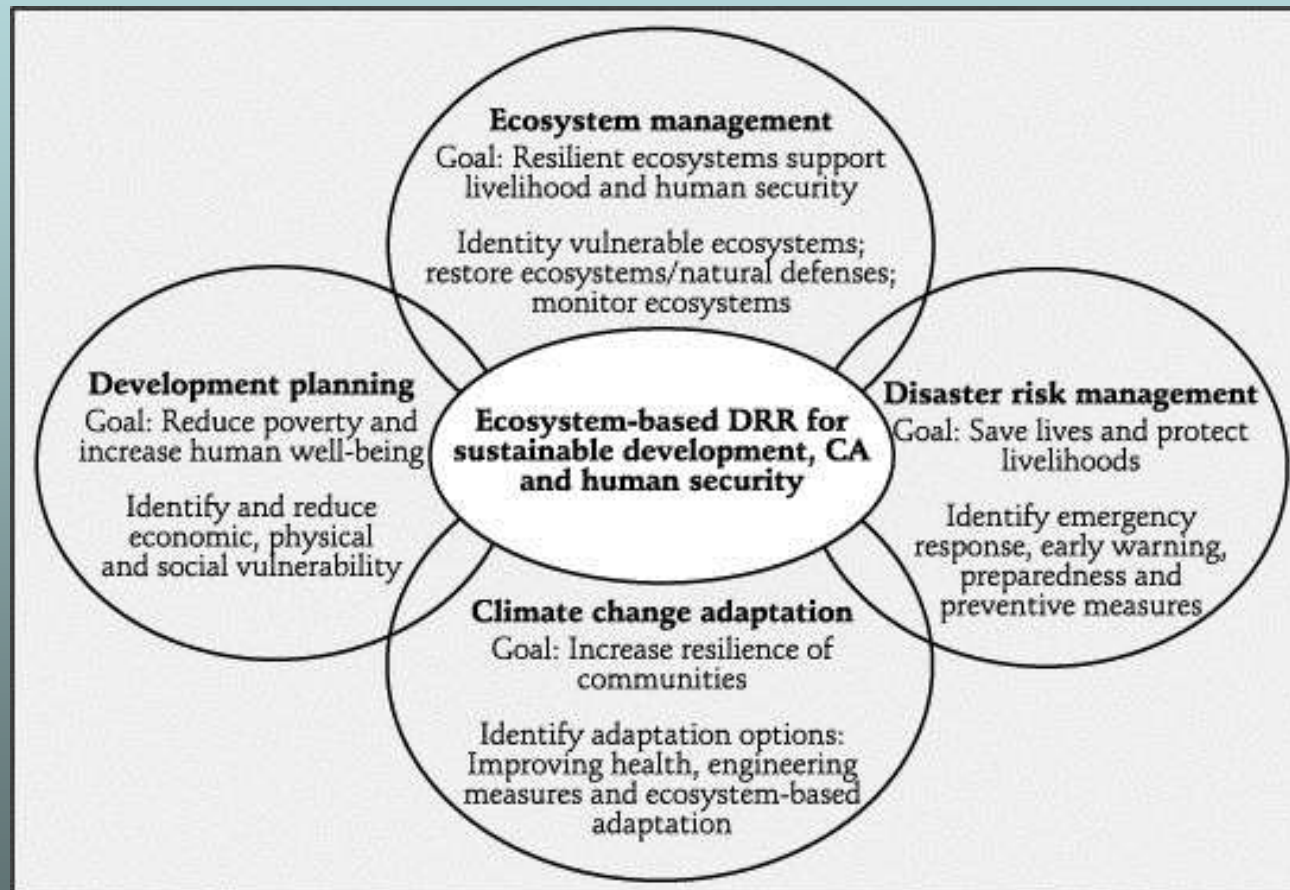 Ecosystem management
Goal: Resilient ecosystems support
livelihood and human security
Identity vulnerable ecosystems;
restore ecosystems/natural defenses;
monitor ecosystems
Development planning
Goal: Reduce poverty and
increase human well-being
Identify and reduce
economic, physical
and social vulnerability
Ecosystem-based DRR for
sustainable development, CA
and human security
Disaster risk management
Goal: Save lives and protect
livelihoods
Identify emergency
response, early warning,
preparedness and
preventive measures
Climate change adaptation
Goal: Increase resilience of
communities
Identify adaptation options:
Improving health, engineering
measures and ecosystem-based
adaptation